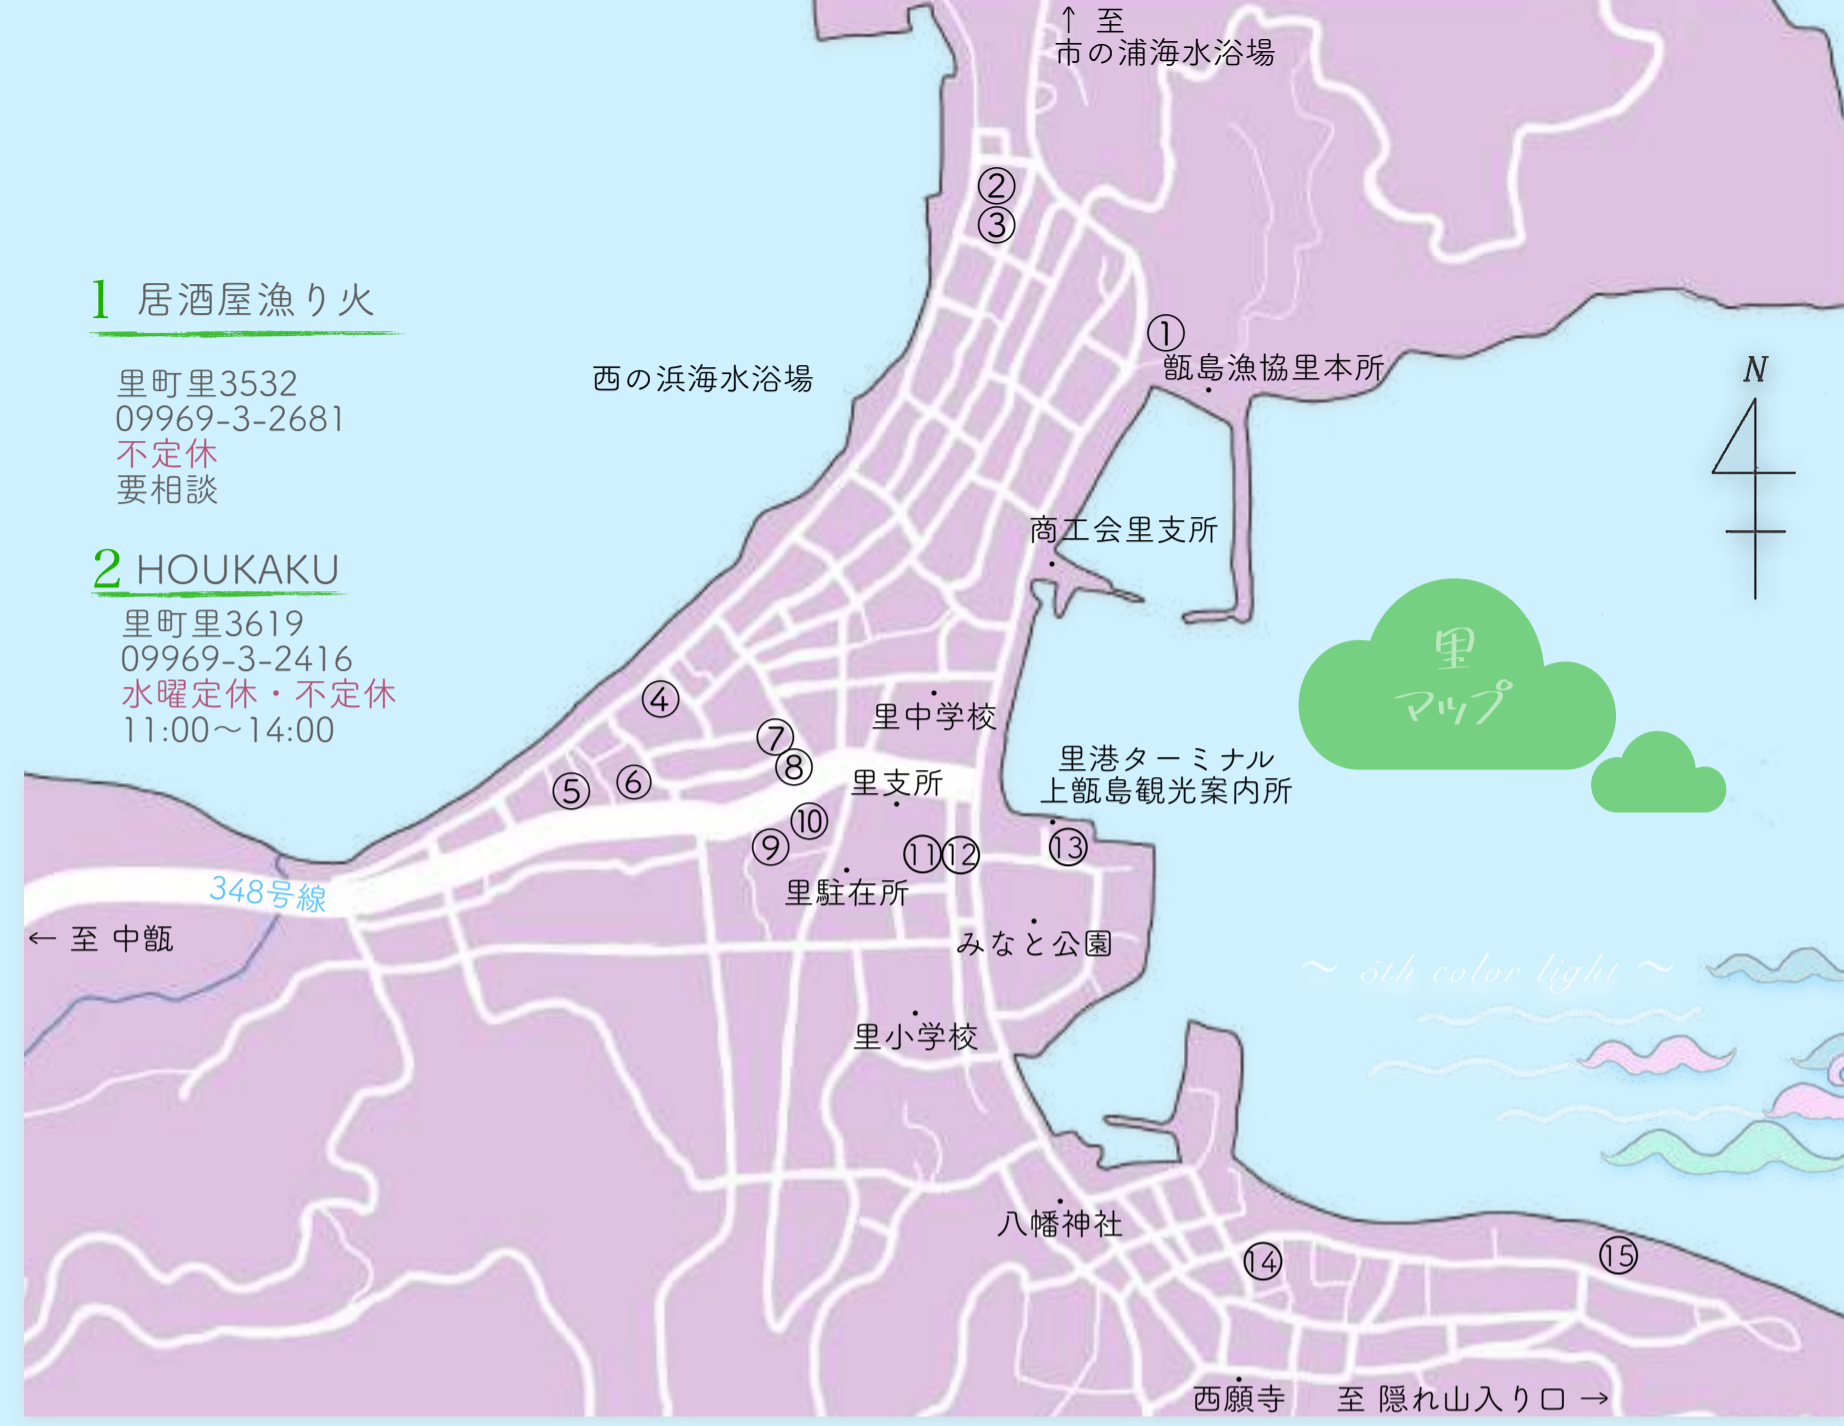 ↑ 至
市の浦海水浴場
②
③
1 居酒屋漁り火
里町里3532
09969-3-2681
不定休
要相談
2 HOUKAKU
里町里3619
09969-3-2416
水曜定休・不定休
11:00〜14:00
西の浜海水浴場
①
甑島漁協里本所
N
商工会里支所
里
マップ
④
里中学校
⑦
⑧
⑤
⑥
里支所
里港ターミナル
上甑島観光案内所
⑩
⑨
⑪
⑫
⑬
里駐在所
348号線
← 至 中甑
みなと公園
〜 5th color light 〜
里小学校
八幡神社
⑭
⑮
西願寺
至 隠れ山入り口 →